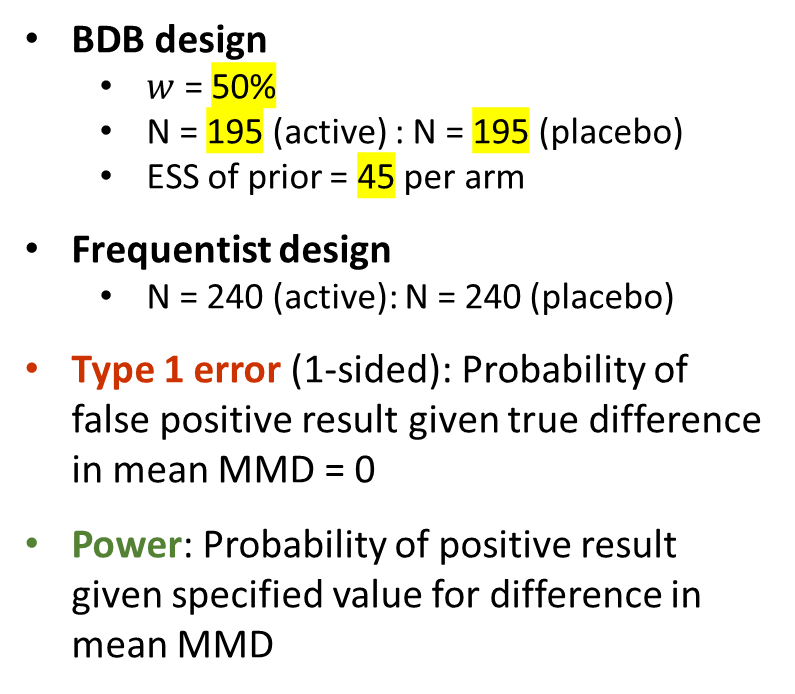 • BDB design
• w = 50%
• N = 195 (active) : N = 195 (placebo)
• ESS of prior = 45 per arm
• Frequentist design
• N = 240 (active): N = 240 (placebo)
• Type 1 error (1-sided): Probability of
false positive result given true difference
in mean MMD = 0
• Power: Probability of positive result
given specified value for difference in
mean MMD